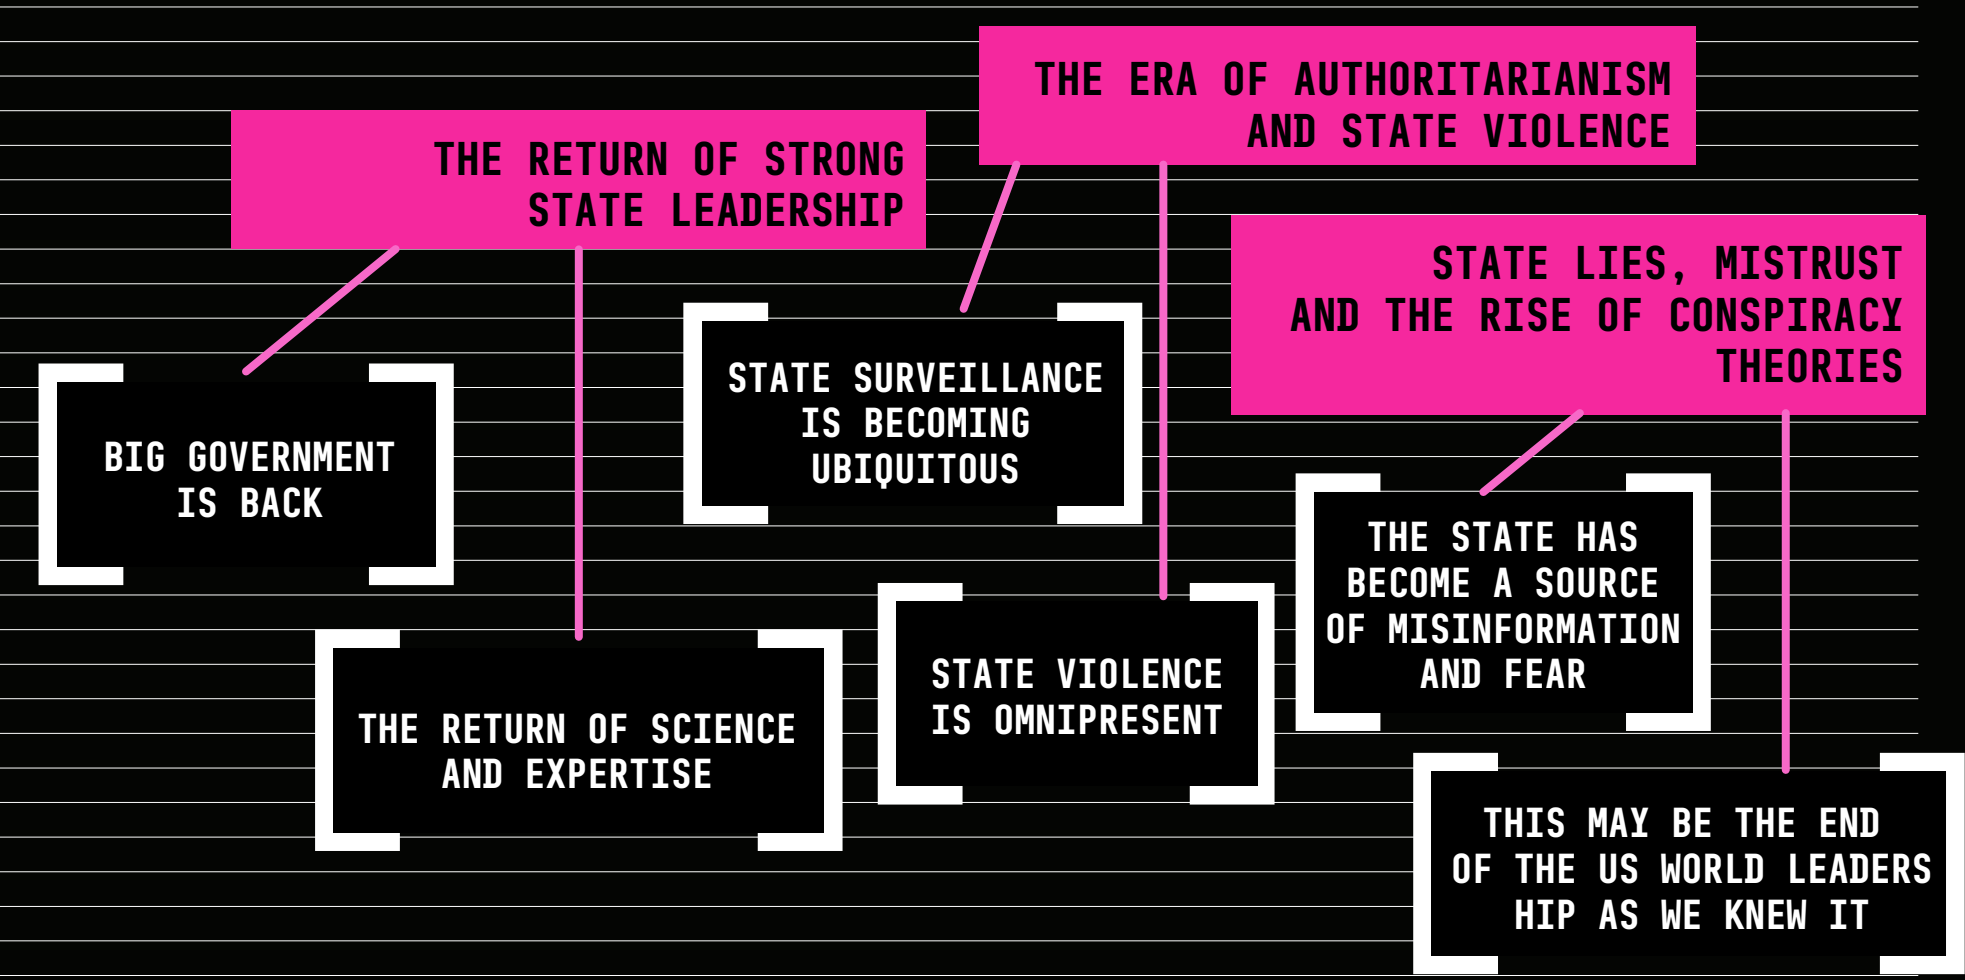 THE RETURN OF STRONG
STATE LEADERSHIP
BIG GOVERNMENT
IS BACK
THE RETURN OF SCIENCE
AND EXPERTISE
THE ERA OF AUTHORITARIANISM
AND STATE VIOLENCE
STATE SURVEILLANCE
IS BECOMING
UBIQUITOUS
STATE VIOLENCE
IS OMNIPRESENT
STATE LIES, MISTRUST
AND THE RISE OF CONSPIRACY
THEORIES
THE STATE HAS
BECOME A SOURCE
OF MISINFORMATION
AND FEAR
THIS MAY BE THE END
OF THE US WORLD LEADERS
HIP AS WE KNEW IT